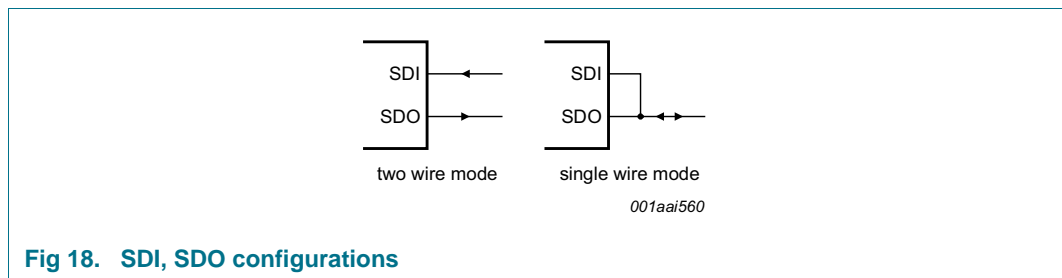 SDI
SDO
two wire mode
SDI
SDO
single wire mode
001aai560
Fig 18. SDI, SDO configurations